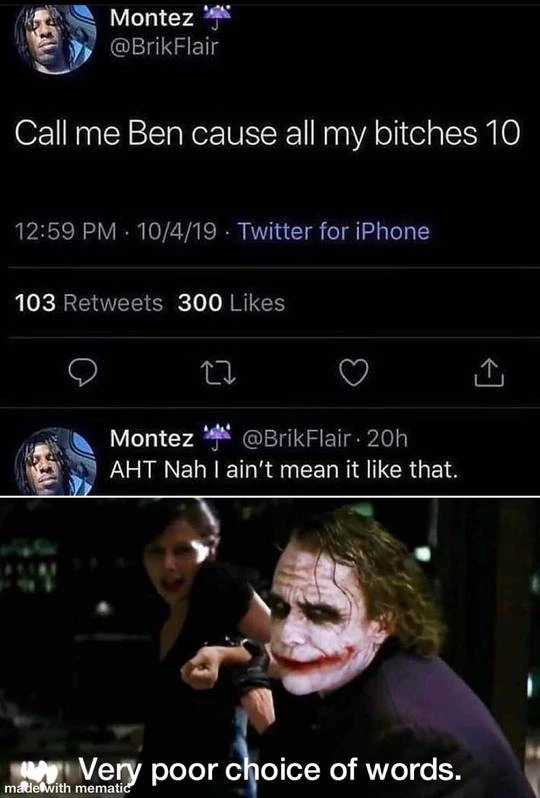 Montez ☔
@BrikFlair
Call me Ben cause all my bitches 10
12:59 PM · 10/4/19 · Twitter for iPhone
103 Retweets 300 Likes
Montez ☔ @BrikFlair · 20h
AHT Nah I ain't mean it like that.
Very poor choice of words.
made with mematic